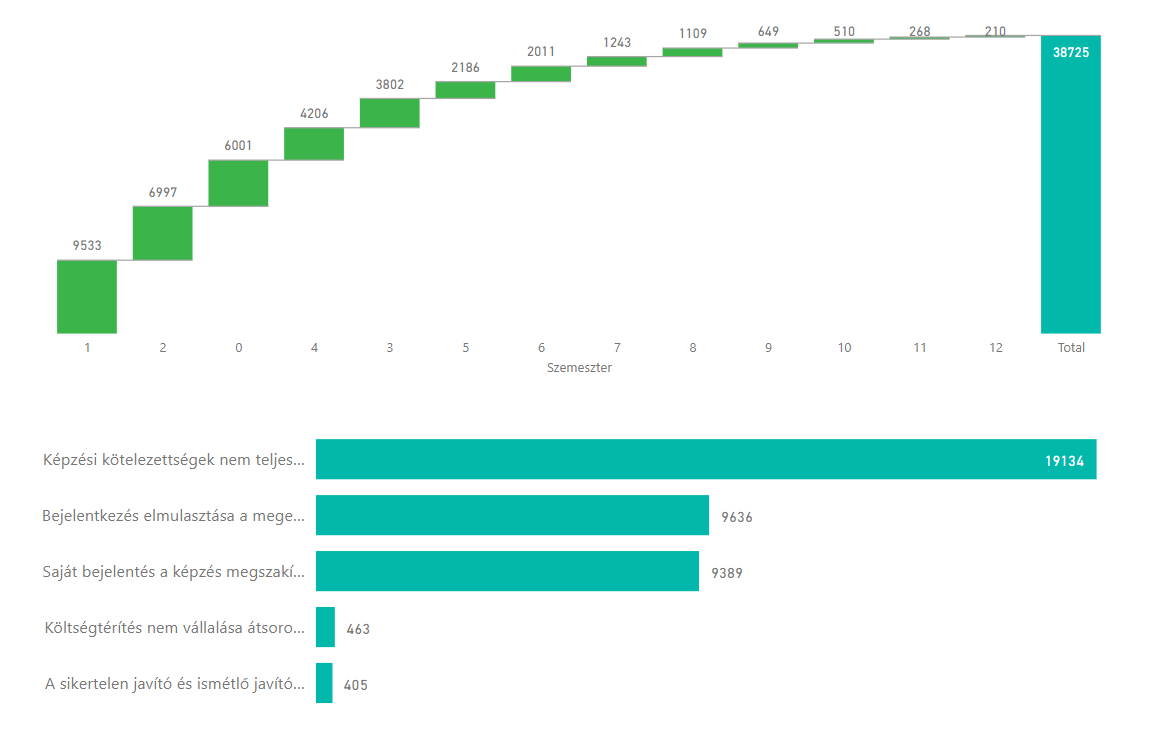 9533
6997
6001
4206
3802
2186
2011
1243
1109
649
510
268
210
38725
1 2 0 4 3 5 6 7 8 9 10 11 12 Total
Szemeszter
Képzési kötelezettségek nem teljes... 19134
Bejelentkezés elmulasztása a mege... 9636
Saját bejelentés a képzés megszakí... 9389
Költségtérítés nem vállalása átsoro... 463
A sikertelen javító és ismétlő javító... 405